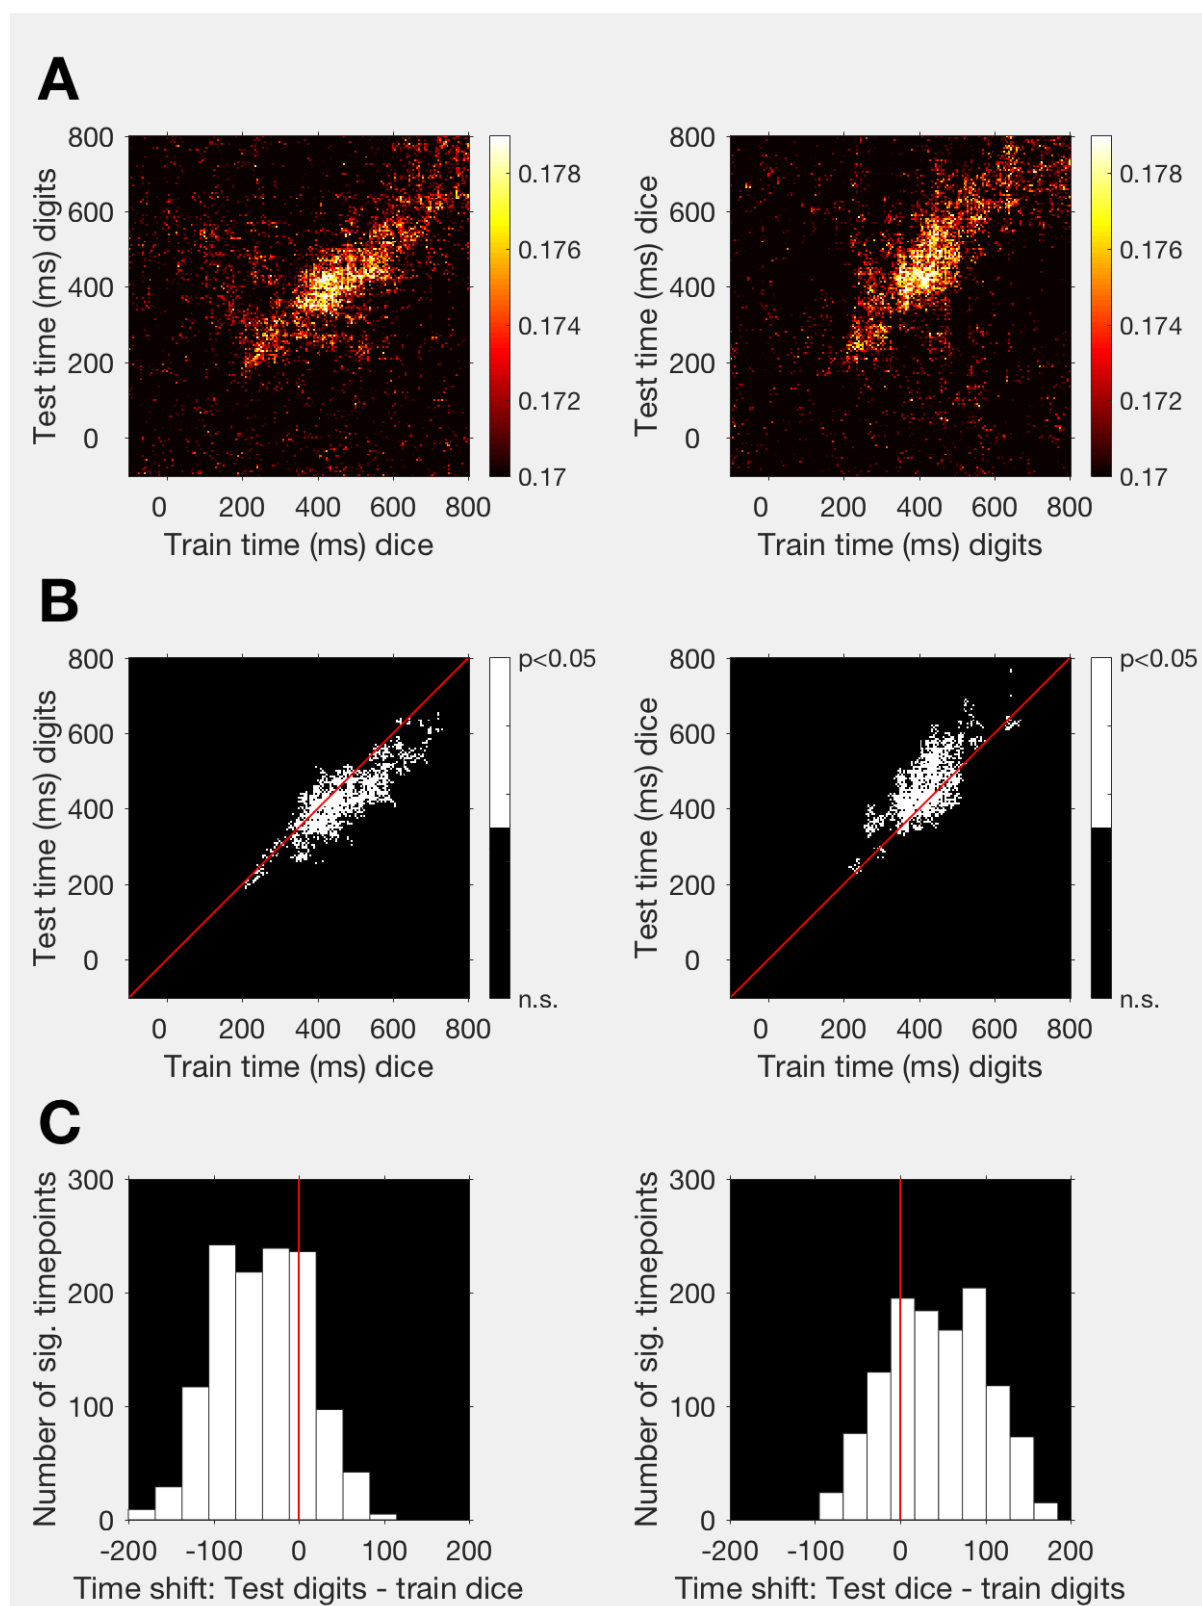 A
800
600
400
200
0
Test time (ms) digits
0 200 400 600 800
Train time (ms) dice
0.178
0.176
0.174
0.172
0.17
800
600
400
200
0
Test time (ms) dice
0 200 400 600 800
Train time (ms) digits
0.178
0.176
0.174
0.172
0.17
B
800
600
400
200
0
Test time (ms) digits
0 200 400 600 800
Train time (ms) dice
p<0.05
n.s.
800
600
400
200
0
Test time (ms) dice
0 200 400 600 800
Train time (ms) digits
p<0.05
n.s.
C
300
200
100
0
Number of sig. timepoints
-200 -100 0 100 200
Time shift: Test digits - train dice
300
200
100
0
Number of sig. timepoints
-200 -100 0 100 200
Time shift: Test dice - train digits